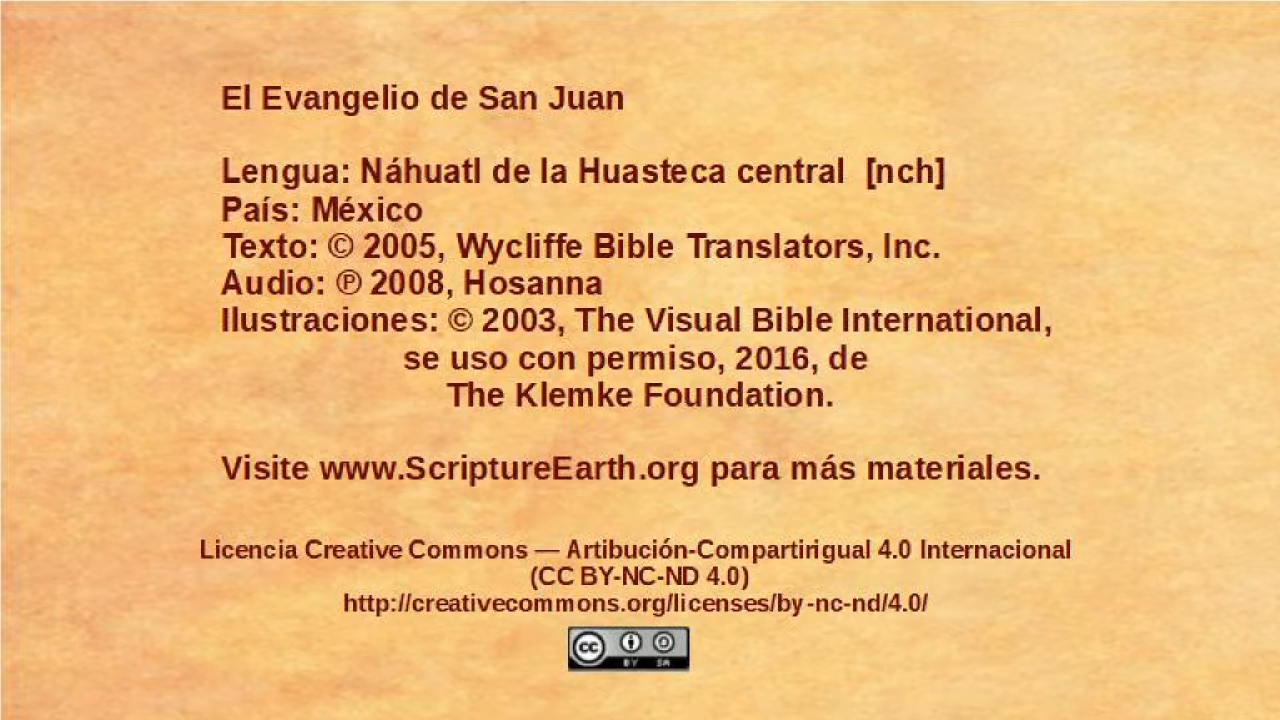 El Evangelio de San Juan
Lengua: Náhuatl de la Huasteca central [nch]
País: México
Texto: © 2005, Wycliffe Bible Translators, Inc.
Audio: ℗ 2008, Hosanna
Ilustraciones: © 2003, The Visual Bible International,
se uso con permiso, 2016, de
The Klemke Foundation.
Visite www.ScriptureEarth.org para más materiales.
Licencia Creative Commons — Artibución-Compartirigual 4.0 Internacional
(CC BY-NC-ND 4.0)
http://creativecommons.org/licenses/by-nc-nd/4.0/
cc BY SA